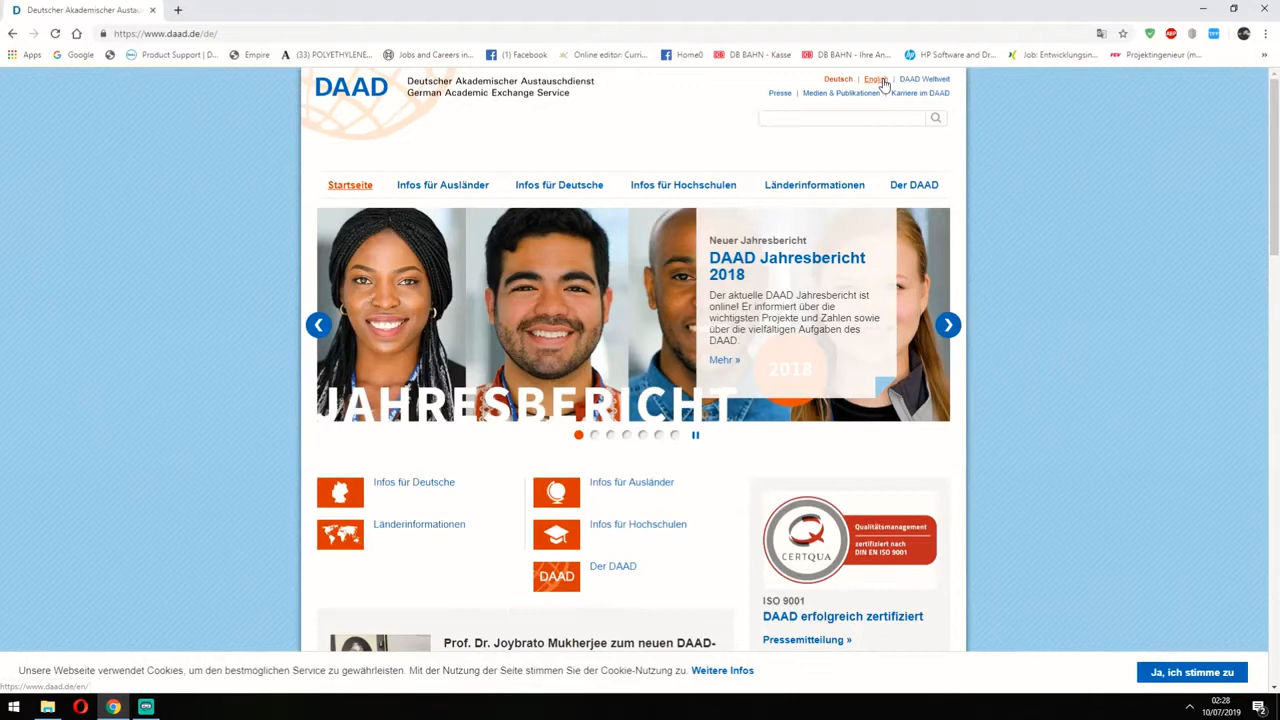 Deutscher Akademischer Austau
https://www.daad.de/de/
Apps
Google
Product Support | D...
Empire
(33) POLYETHYLENE...
Jobs and Careers in...
(1) Facebook
Online editor: Curri...
Home0
DB BAHN - Kasse
DB BAHN - Ihre An...
HP Software and Dr...
Job: Entwicklungsin...
Projektingenieur (m...
DAAD
Deutscher Akademischer Austauschdienst
German Academic Exchange Service
Deutsch | English | DAAD Weltweit
Presse | Medien & Publikationen Karriere im DAAD
Startseite
Infos für Ausländer
Infos für Deutsche
Infos für Hochschulen
Länderinformationen
Der DAAD
Neuer Jahresbericht
DAAD Jahresbericht
2018
Der aktuelle DAAD Jahresbericht ist
online! Er informiert über die
wichtigsten Projekte und Zahlen sowie
über die vielfältigen Aufgaben des
DAAD.
Mehr »
2018
JAHRESBERICHT
Infos für Deutsche
Infos für Ausländer
Länderinformationen
Infos für Hochschulen
DAAD
Der DAAD
CERTQUA
Qualitätsmanagement
zertifiziert nach
DIN EN ISO 9001
ISO 9001
DAAD erfolgreich zertifiziert
Pressemitteilung »
Prof. Dr. Joybrato Mukherjee zum neuen DAAD-
Unsere Webseite verwendet Cookies, um den bestmöglichen Service zu gewährleisten. Mit der Nutzung der Seite stimmen Sie der Cookie-Nutzung zu. Weitere Infos
Ja, ich stimme zu
https://www.daad.de/en/
02:28
10/07/2019